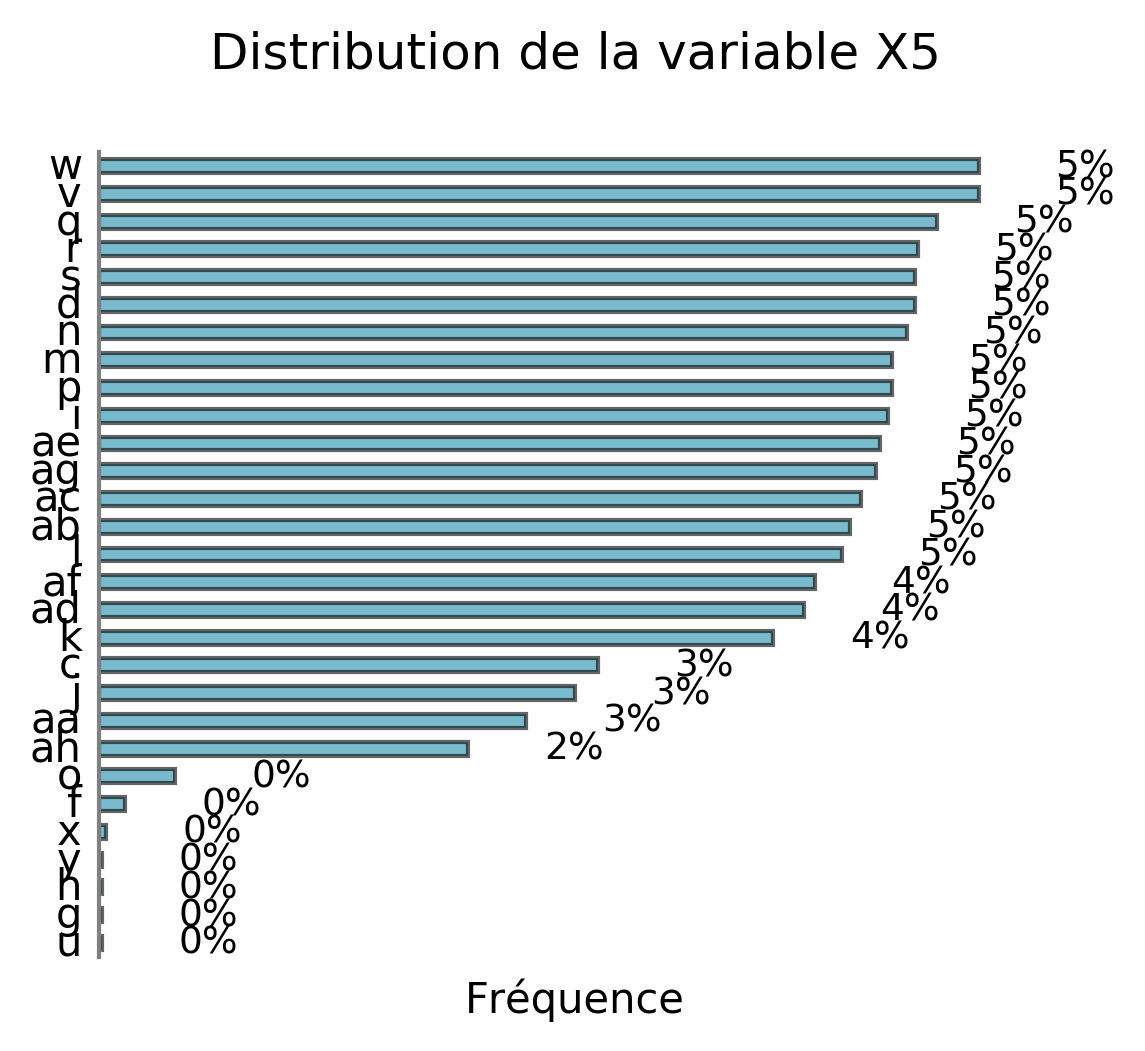 Distribution de la variable X5
w 5%
v 5%
q 5%
r 5%
s 5%
d 5%
n 5%
m 5%
p 5%
i 5%
ae 5%
ag 5%
ac 5%
ab 5%
l 5%
af 4%
ad 4%
k 4%
c 3%
j 3%
aa 3%
ah 2%
o 0%
f 0%
x 0%
y 0%
h 0%
g 0%
u 0%
Fréquence